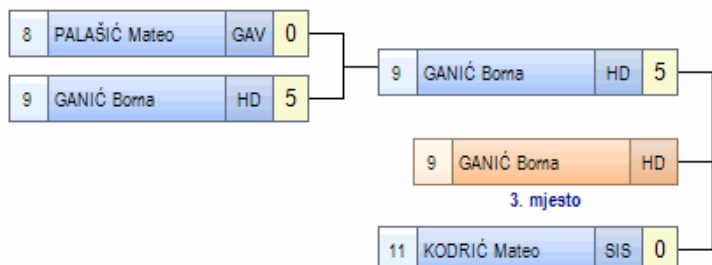 8 PALAŠIĆ Mateo GAV 0
9 GANIĆ Borna HD 5
9 GANIĆ Borna HD 5
9 GANIĆ Borna HD
3. mjesto
11 KODRIĆ Mateo SIS 0